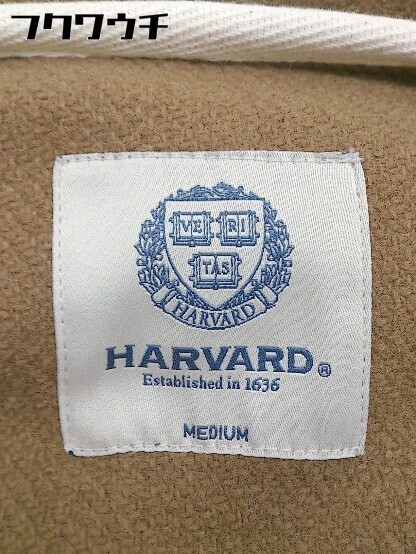 フクワウチ
VE RI
TAS
HARVARD
HARVARD®
Established in 1636
MEDIUM